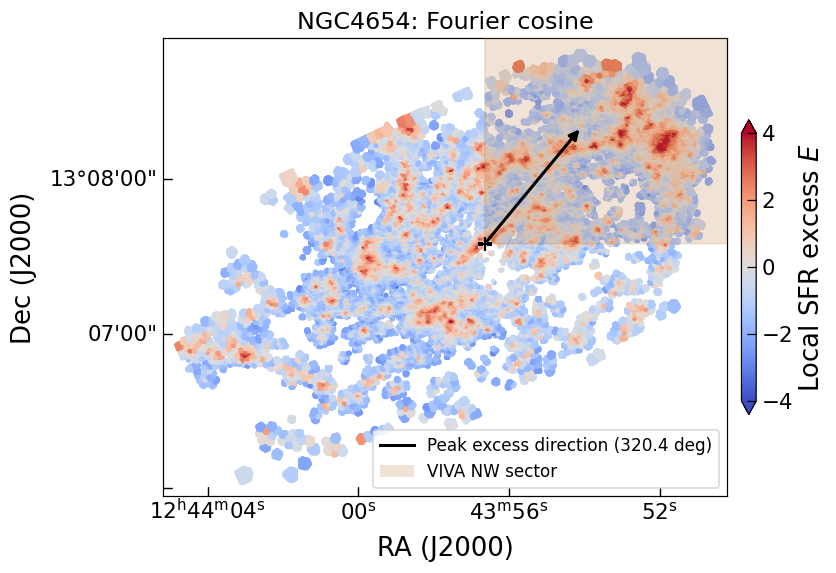 NGC4654: Fourier cosine
Dec (J2000)
13°08'00"
07'00"
12ʰ44ᵐ04ˢ
00ˢ
43ᵐ56ˢ
52ˢ
RA (J2000)
Peak excess direction (320.4 deg)
VIVA NW sector
4
2
0
−2
−4
Local SFR excess E